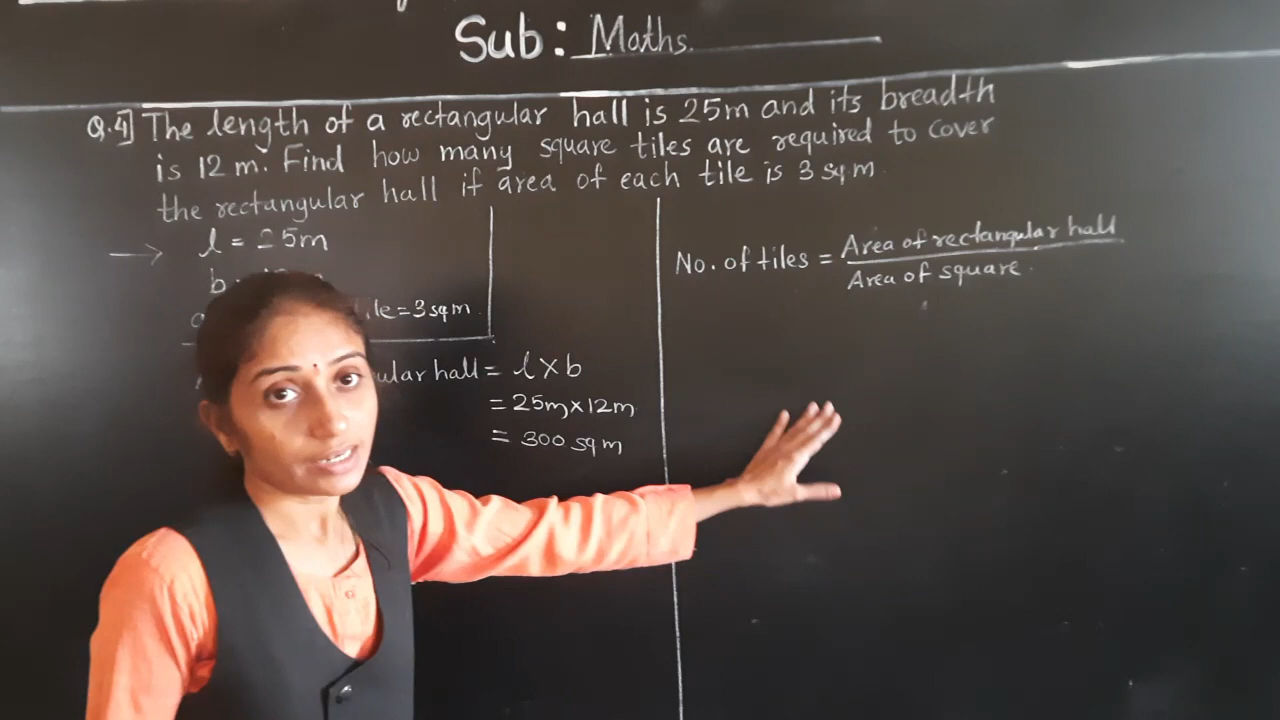 Sub: Maths.
Q.4] The length of a rectangular hall is 25m and its breadth
is 12 m. Find how many square tiles are required to cover
the rectangular hall if area of each tile is 3 sq m.
→ l = 25m
b
ile = 3 sq m
ular hall = l × b
= 25m × 12m
= 300 sq m
No. of tiles = Area of rectangular hall
Area of square.